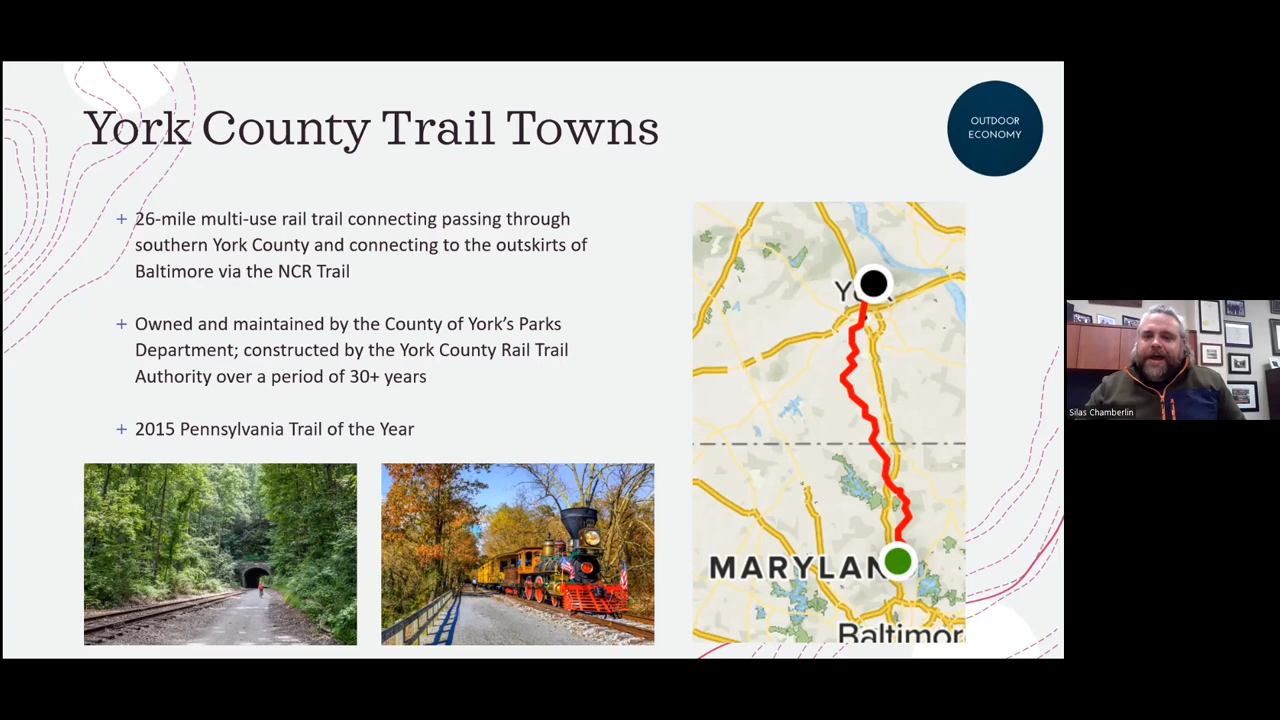 York County Trail Towns
OUTDOOR
ECONOMY
+ 26-mile multi-use rail trail connecting passing through
southern York County and connecting to the outskirts of
Baltimore via the NCR Trail
+ Owned and maintained by the County of York’s Parks
Department; constructed by the York County Rail Trail
Authority over a period of 30+ years
+ 2015 Pennsylvania Trail of the Year
Yo
MARYLAN
Baltimor
Silas Chamberlin